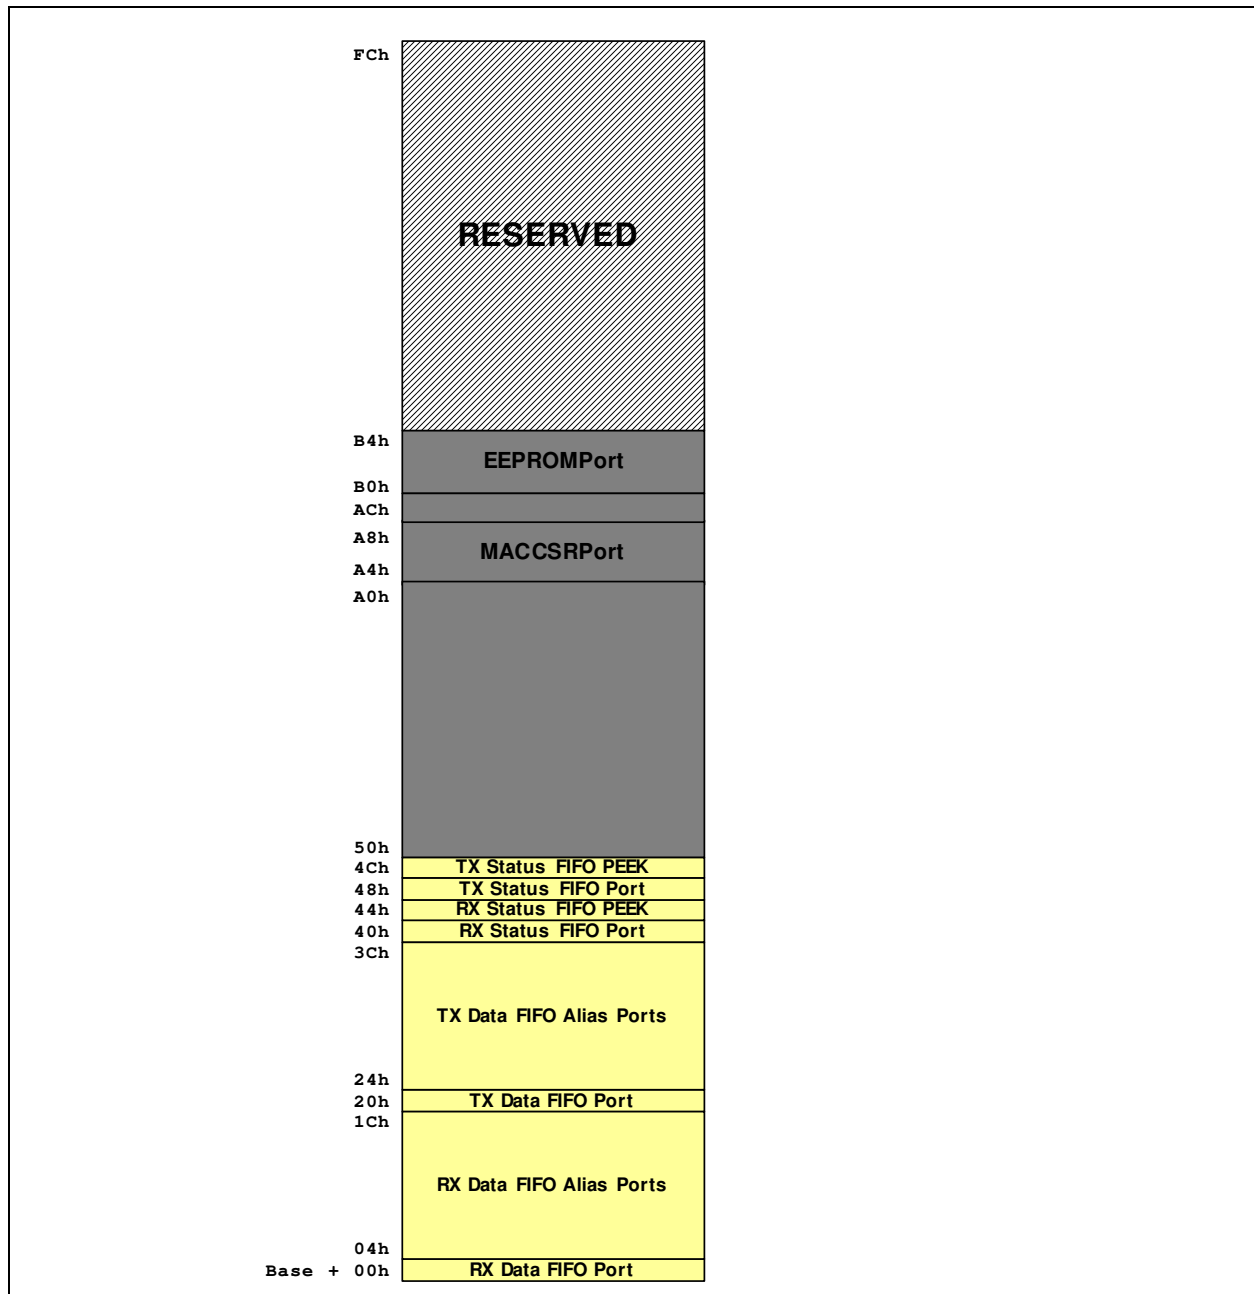 FCh
RESERVED
B4h
EEPROMPort
B0h
ACh
A8h
MACCSRPort
A4h
A0h
50h
4Ch TX Status FIFO PEEK
48h TX Status FIFO Port
44h RX Status FIFO PEEK
40h RX Status FIFO Port
3Ch
TX Data FIFO Alias Ports
24h
20h TX Data FIFO Port
1Ch
RX Data FIFO Alias Ports
04h
Base + 00h RX Data FIFO Port